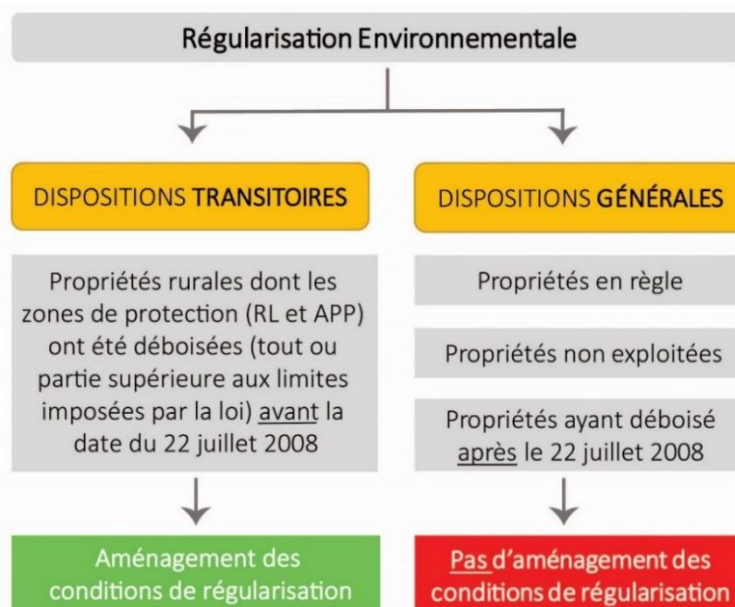 Régularisation Environnementale
DISPOSITIONS TRANSITOIRES
Propriétés rurales dont les
zones de protection (RL et APP)
ont été déboisées (tout ou
partie supérieure aux limites
imposées par la loi) avant la
date du 22 juillet 2008
Aménagement des
conditions de régularisation
DISPOSITIONS GÉNÉRALES
Propriétés en règle
Propriétés non exploitées
Propriétés ayant déboisé
après le 22 juillet 2008
Pas d'aménagement des
conditions de régularisation